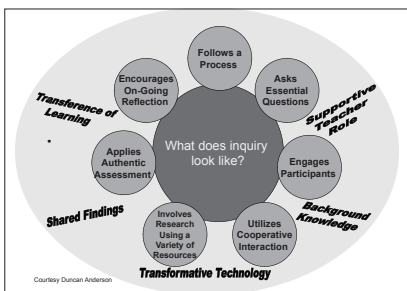 Follows a
Process
Encourages
On-Going
Reflection
Asks
Essential
Questions
Transference of
Learning
Supportive
Teacher
Role
What does inquiry
look like?
Applies
Authentic
Assessment
Engages
Participants
Shared Findings
Background
Knowledge
Involves
Research
Using a
Variety of
Resources
Utilizes
Cooperative
Interaction
Transformative Technology
Courtesy Duncan Anderson